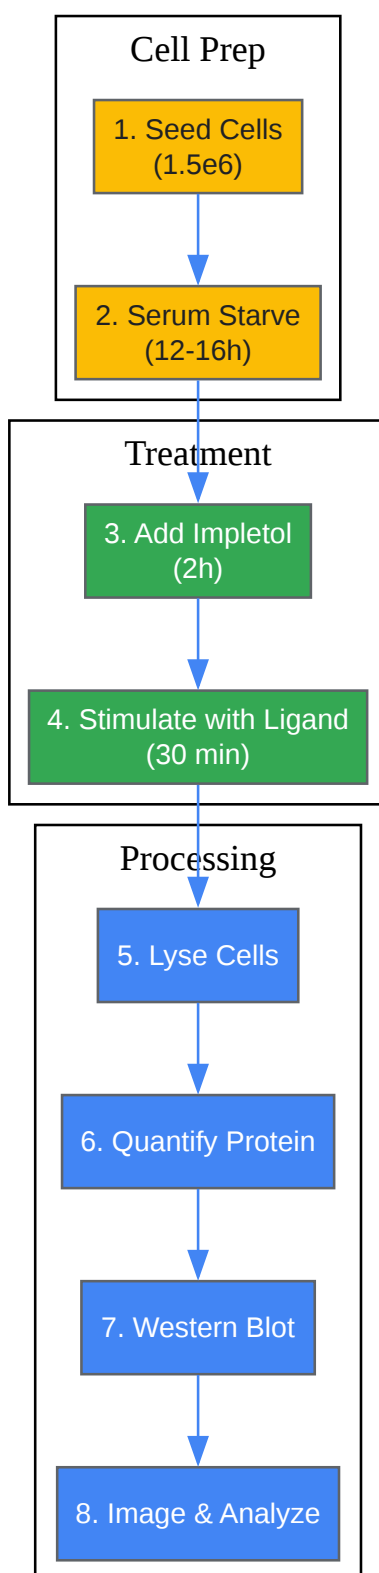 Cell Prep
1. Seed Cells
(1.5e6)
2. Serum Starve
(12-16h)
Treatment
3. Add Impletol
(2h)
4. Stimulate with Ligand
(30 min)
Processing
5. Lyse Cells
6. Quantify Protein
7. Western Blot
8. Image & Analyze